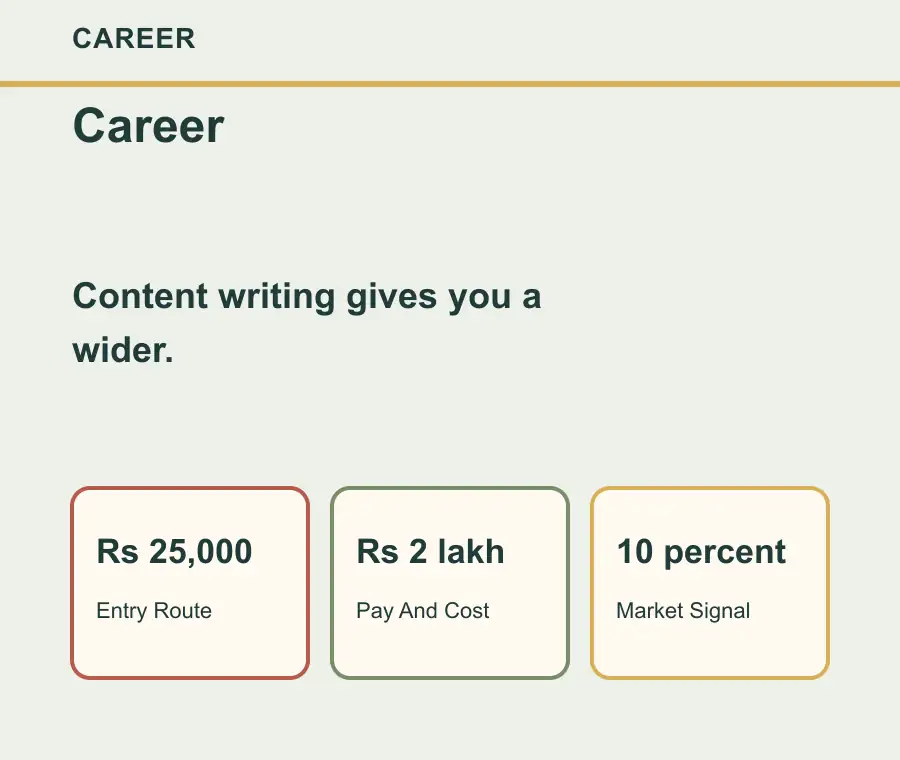 CAREER
Career
Content writing gives you a
wider.
Rs 25,000
Entry Route
Rs 2 lakh
Pay And Cost
10 percent
Market Signal